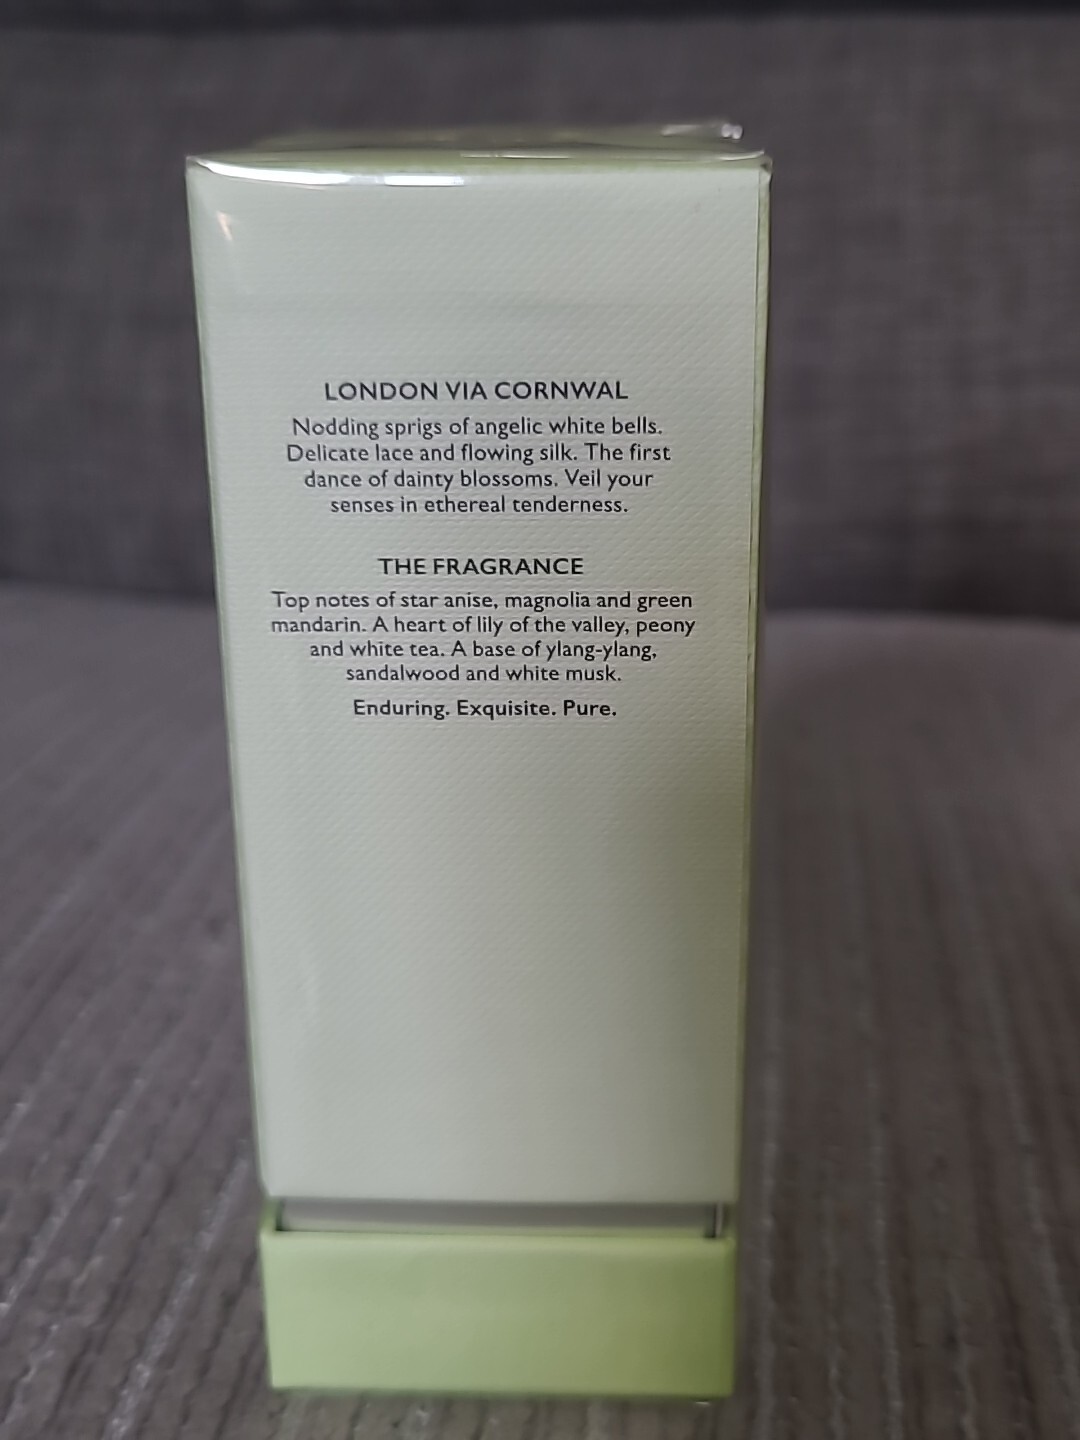 LONDON VIA CORNWAL
Nodding sprigs of angelic white bells.
Delicate lace and flowing silk. The first
dance of dainty blossoms. Veil your
senses in ethereal tenderness.
THE FRAGRANCE
Top notes of star anise, magnolia and green
mandarin. A heart of lily of the valley, peony
and white tea. A base of ylang-ylang,
sandalwood and white musk.
Enduring. Exquisite. Pure.